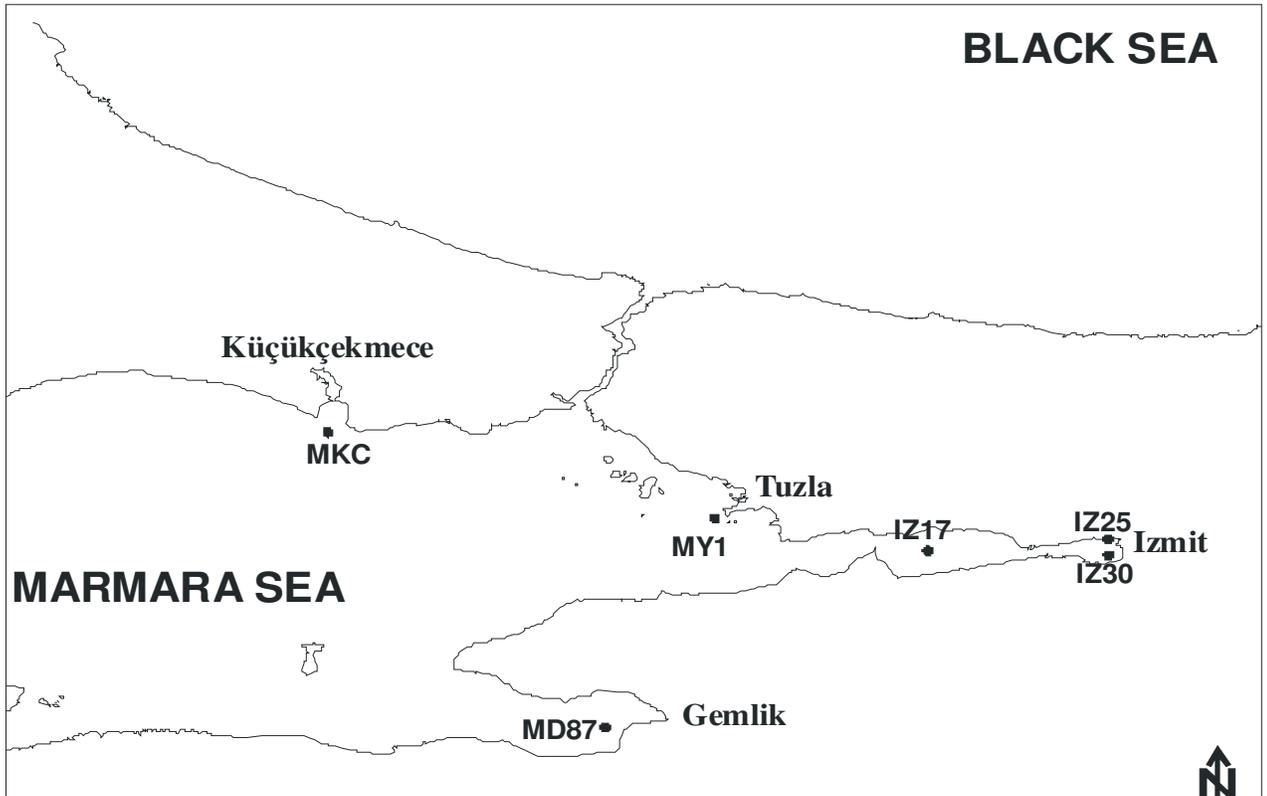 BLACK SEA
Küçükçekmece
MKC
Tuzla
MY1
IZ17
IZ25
Izmit
IZ30
MARMARA SEA
Gemlik
MD87
N